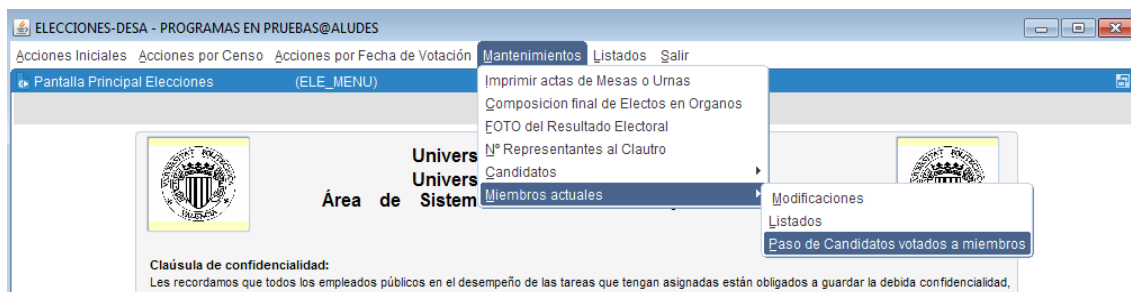 ELECCIONES-DESA - PROGRAMAS EN PRUEBAS@ALUDES
Acciones Iniciales Acciones por Censo Acciones por Fecha de Votación Mantenimientos Listados Salir
Pantalla Principal Elecciones (ELE_MENU)
Imprimir actas de Mesas o Urnas
Composicion final de Electos en Organos
FOTO del Resultado Electoral
Nº Representantes al Clautro
Candidatos
Miembros actuales
Modificaciones
Listados
Paso de Candidatos votados a miembros
Univers
Univers
Área de Sistem
Claúsula de confidencialidad:
Les recordamos que todos los empleados públicos en el desempeño de las tareas que tengan asignadas están obligados a guardar la debida confidencialidad,